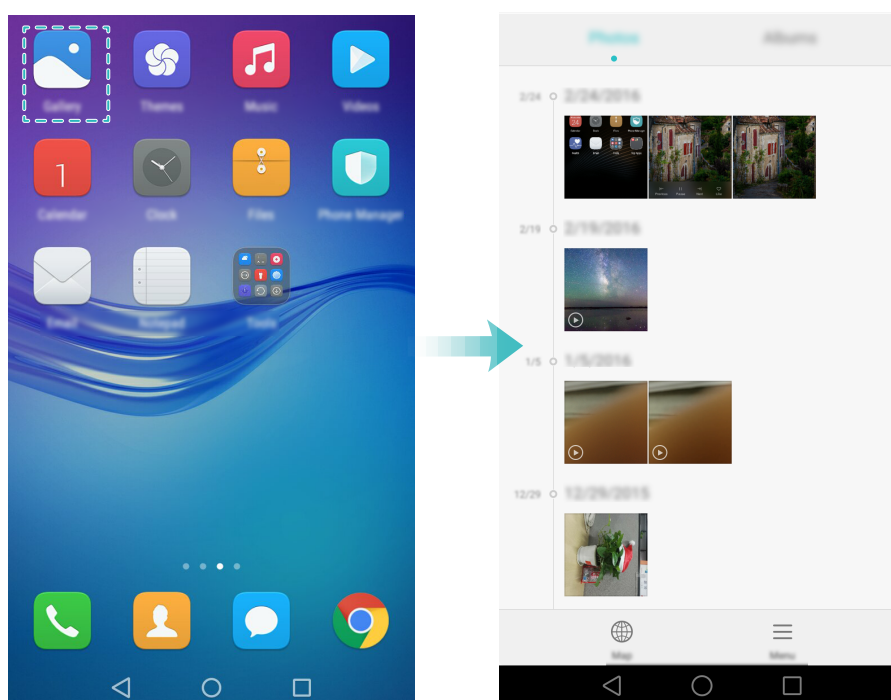 Gallery
Themes
Music
Videos
1
Calendar
Clock
Files
Phone Manager
Email
Notepad
Tools
Photos
Albums
2/24
2/24/2016
2/19
2/19/2016
1/5
1/5/2016
12/29
12/29/2015
Map
Menu